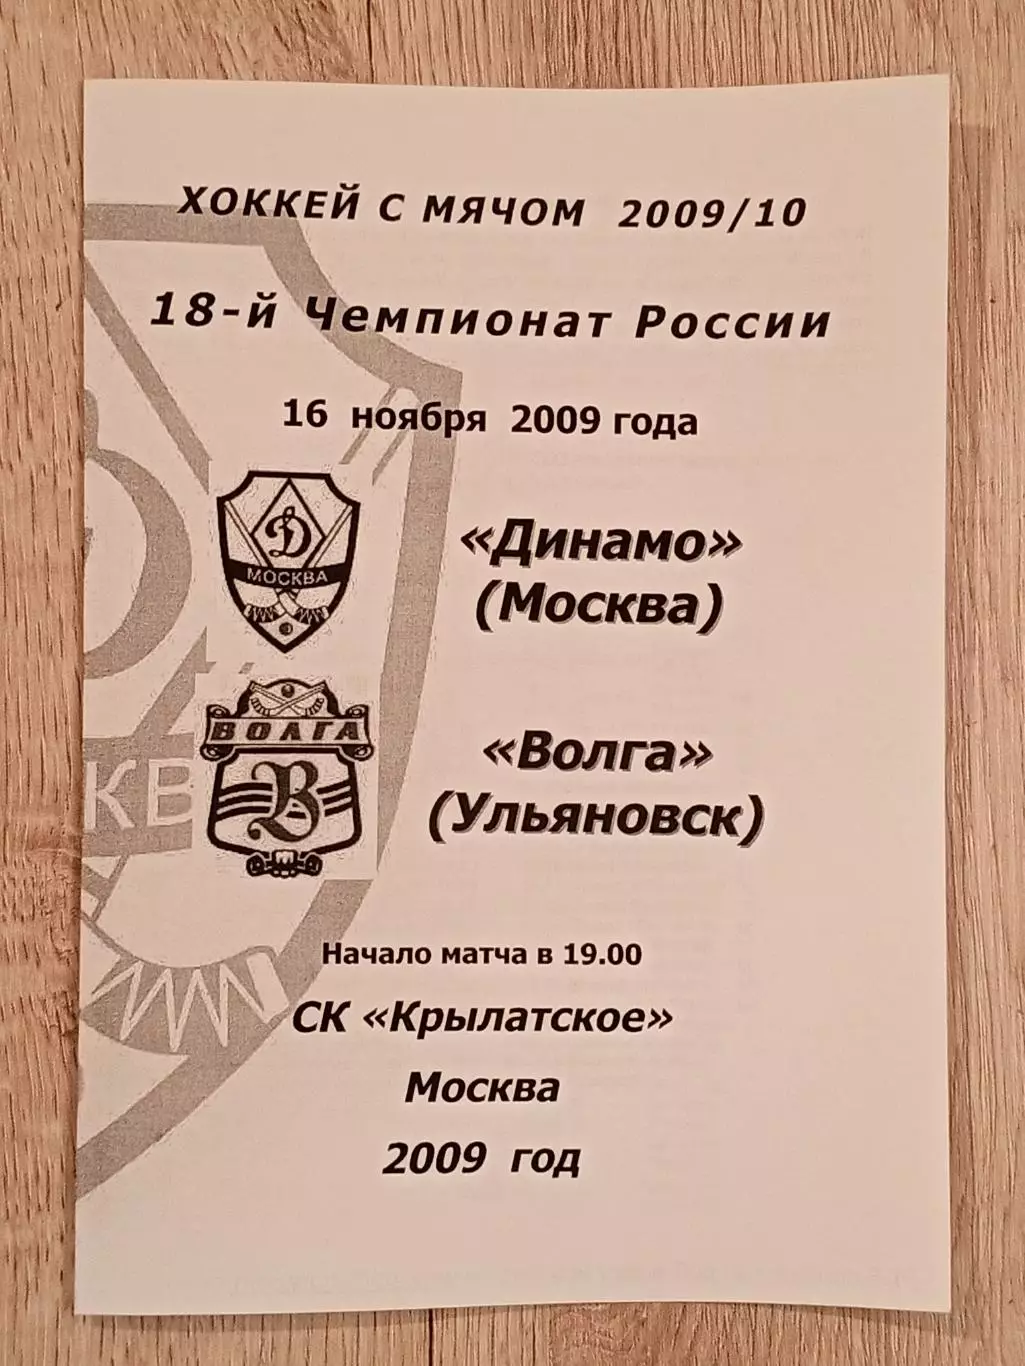 ХОККЕЙ С МЯЧОМ 2009/10
18-й Чемпионат России
16 ноября 2009 года
Д
МОСКВА
«Динамо»
(Москва)
ВОЛГА
В
«Волга»
(Ульяновск)
КВ
Начало матча в 19.00
СК «Крылатское»
Москва
2009 год